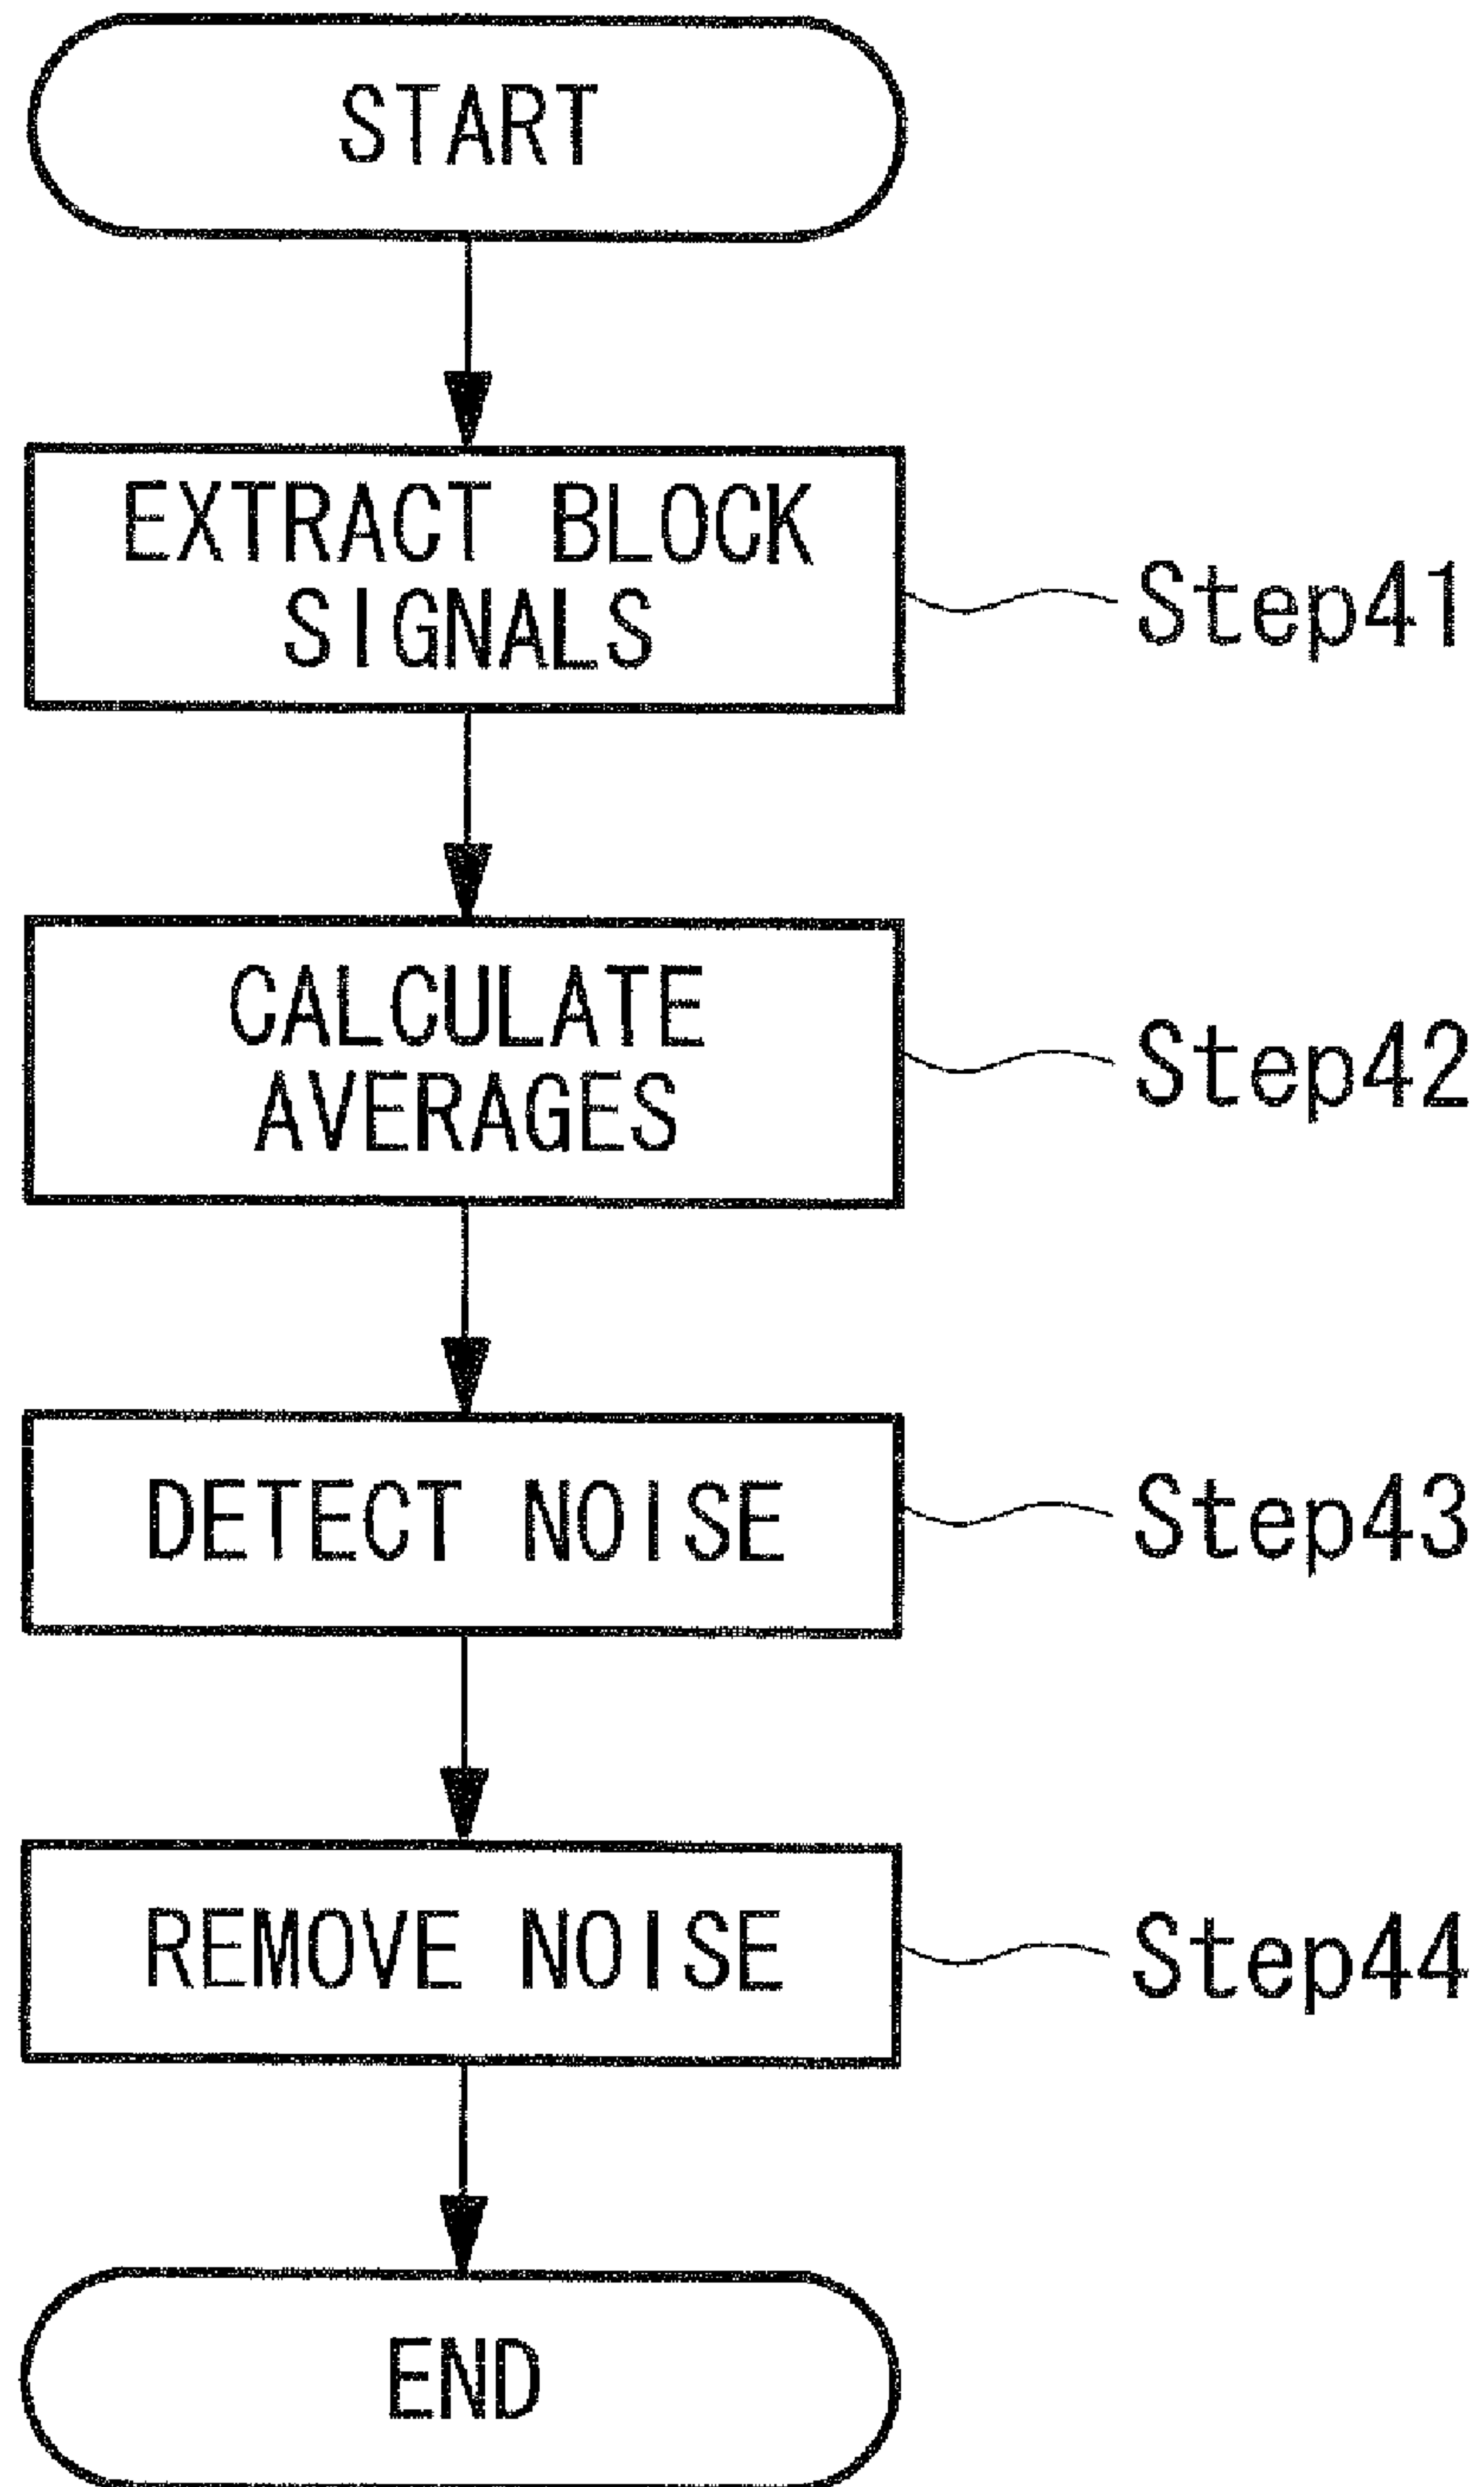 START
EXTRACT BLOCK
SIGNALS
Step41
CALCULATE
AVERAGES
Step42
DETECT NOISE
Step43
REMOVE NOISE
Step44
END